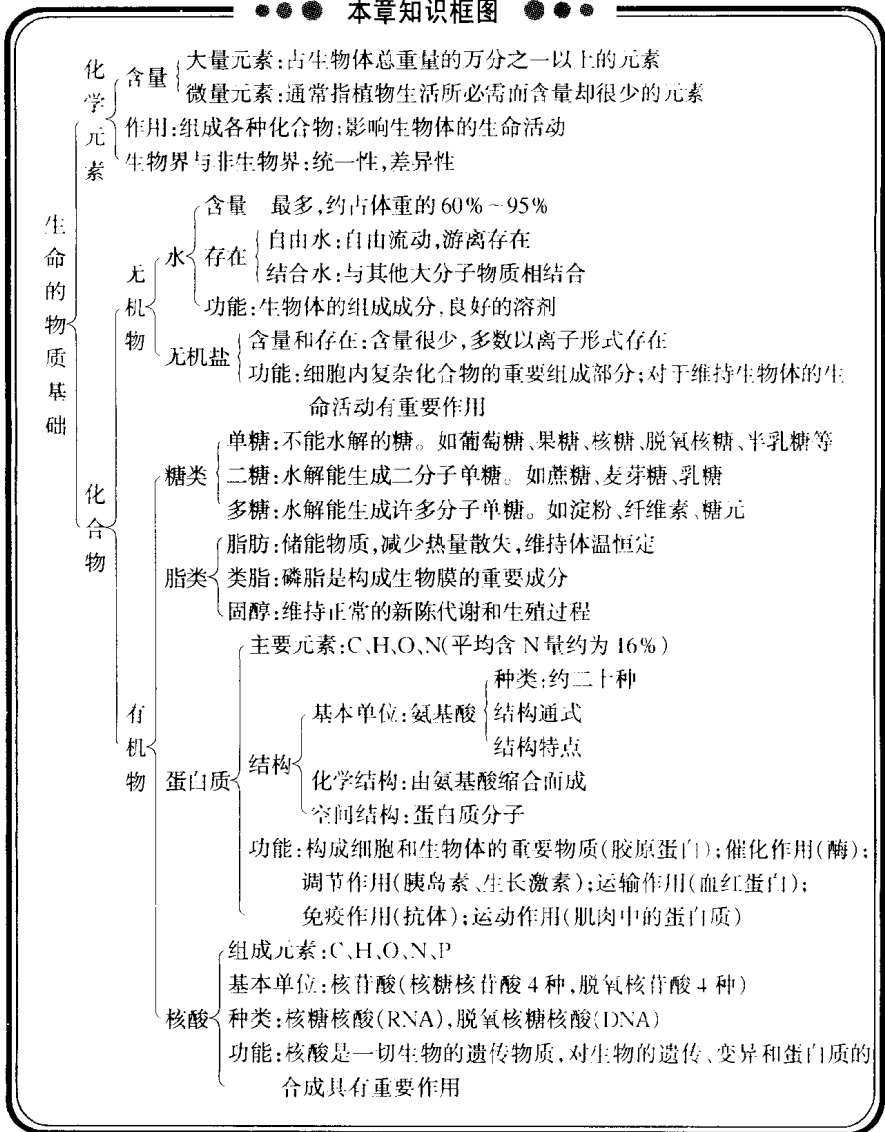 本章知识框图
化学元素
含量
大量元素:占生物体总重量的万分之一以上的元素
微量元素:通常指植物生活所必需而含量却很少的元素
作用:组成各种化合物;影响生物体的生命活动
生物界与非生物界:统一性,差异性
生命的物质基础
化合物
无机物
水
含量 最多,约占体重的60%~95%
存在
自由水:自由流动,游离存在
结合水:与其他大分子物质相结合
功能:生物体的组成成分,良好的溶剂
无机盐
含量和存在:含量很少,多数以离子形式存在
功能:细胞内复杂化合物的重要组成部分;对于维持生物体的生
命活动有重要作用
有机物
糖类
单糖:不能水解的糖。如葡萄糖、果糖、核糖、脱氧核糖、半乳糖等
二糖:水解能生成二分子单糖。如蔗糖、麦芽糖、乳糖
多糖:水解能生成许多分子单糖。如淀粉、纤维素、糖元
脂类
脂肪:储能物质,减少热量散失,维持体温恒定
类脂:磷脂是构成生物膜的重要成分
固醇:维持正常的新陈代谢和生殖过程
蛋白质
主要元素:C、H、O、N(平均含N量约为16%)
结构
基本单位:氨基酸
种类:约二十种
结构通式
结构特点
化学结构:由氨基酸缩合而成
空间结构:蛋白质分子
功能:构成细胞和生物体的重要物质(胶原蛋白);催化作用(酶);
调节作用(胰岛素、生长激素);运输作用(血红蛋白);
免疫作用(抗体);运动作用(肌肉中的蛋白质)
核酸
组成元素:C、H、O、N、P
基本单位:核苷酸(核糖核苷酸4种,脱氧核苷酸4种)
种类:核糖核酸(RNA),脱氧核糖核酸(DNA)
功能:核酸是一切生物的遗传物质,对生物的遗传、变异和蛋白质的
合成具有重要作用